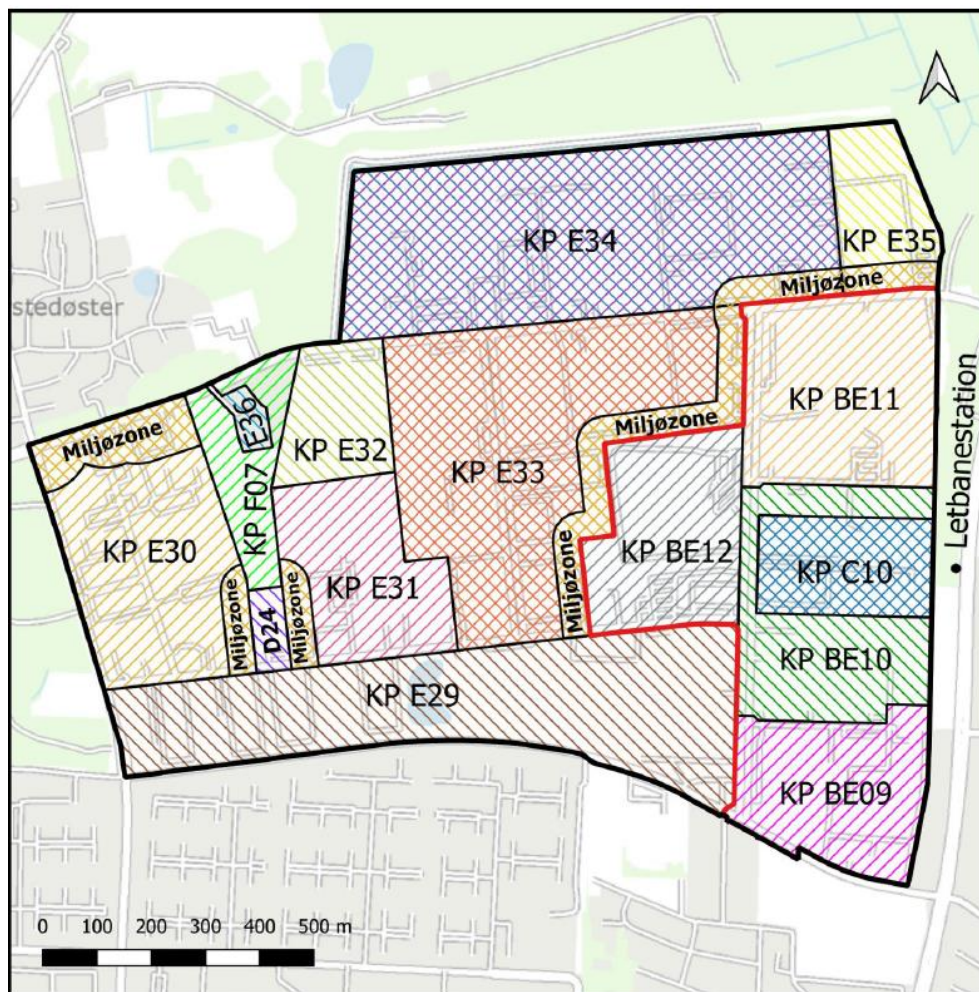 KP E34
KP E35
Miljøzone
stedøster
KP BE11
E36
Miljøzone
Miljøzone
KP E32
KP E33
KP F07
Letbanestation
KP E30
KP BE12
Miljøzone
KP C10
KP E31
Miljøzone
D24
Miljøzone
KP BE10
KP E29
KP BE09
0 100 200 300 400 500 m